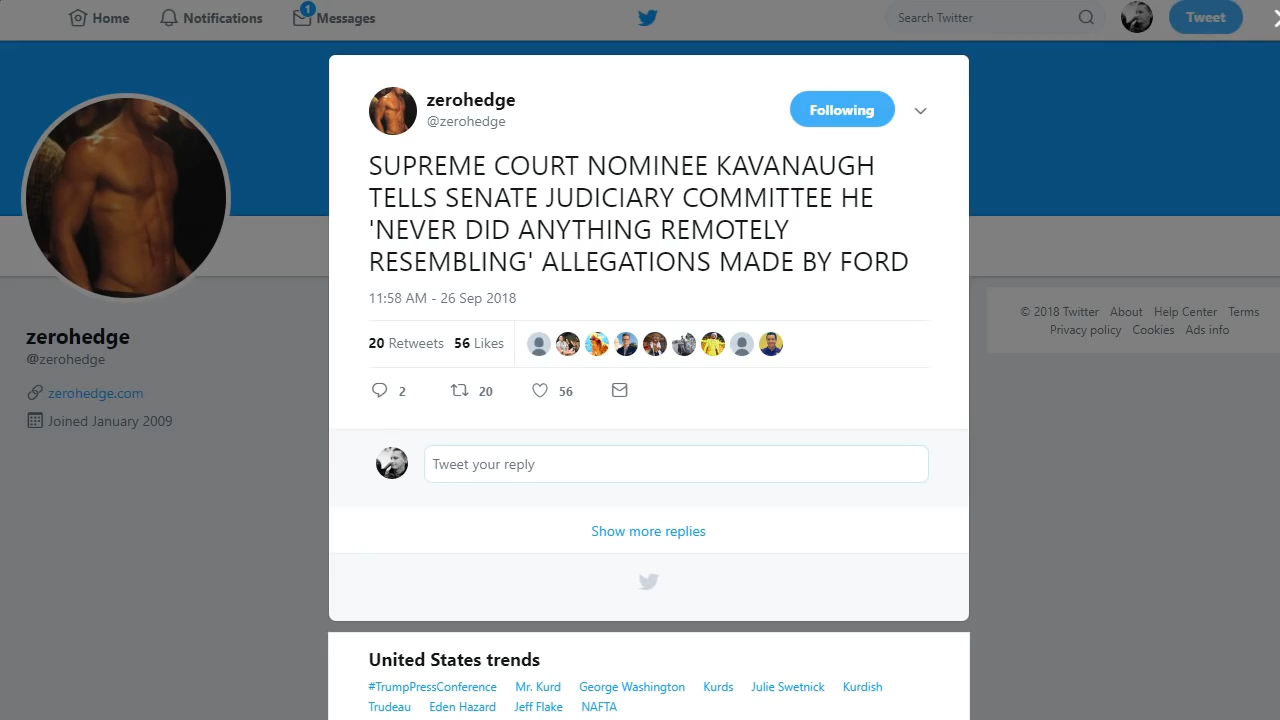 Home
Notifications
1
Messages
Search Twitter
Tweet
zerohedge
@zerohedge
Following
SUPREME COURT NOMINEE KAVANAUGH
TELLS SENATE JUDICIARY COMMITTEE HE
'NEVER DID ANYTHING REMOTELY
RESEMBLING' ALLEGATIONS MADE BY FORD
11:58 AM - 26 Sep 2018
20 Retweets 56 Likes
2 20 56
Tweet your reply
Show more replies
United States trends
#TrumpPressConference Mr. Kurd George Washington Kurds Julie Swetnick Kurdish
Trudeau Eden Hazard Jeff Flake NAFTA
zerohedge
@zerohedge
zerohedge.com
Joined January 2009
© 2018 Twitter About Help Center Terms
Privacy policy Cookies Ads info